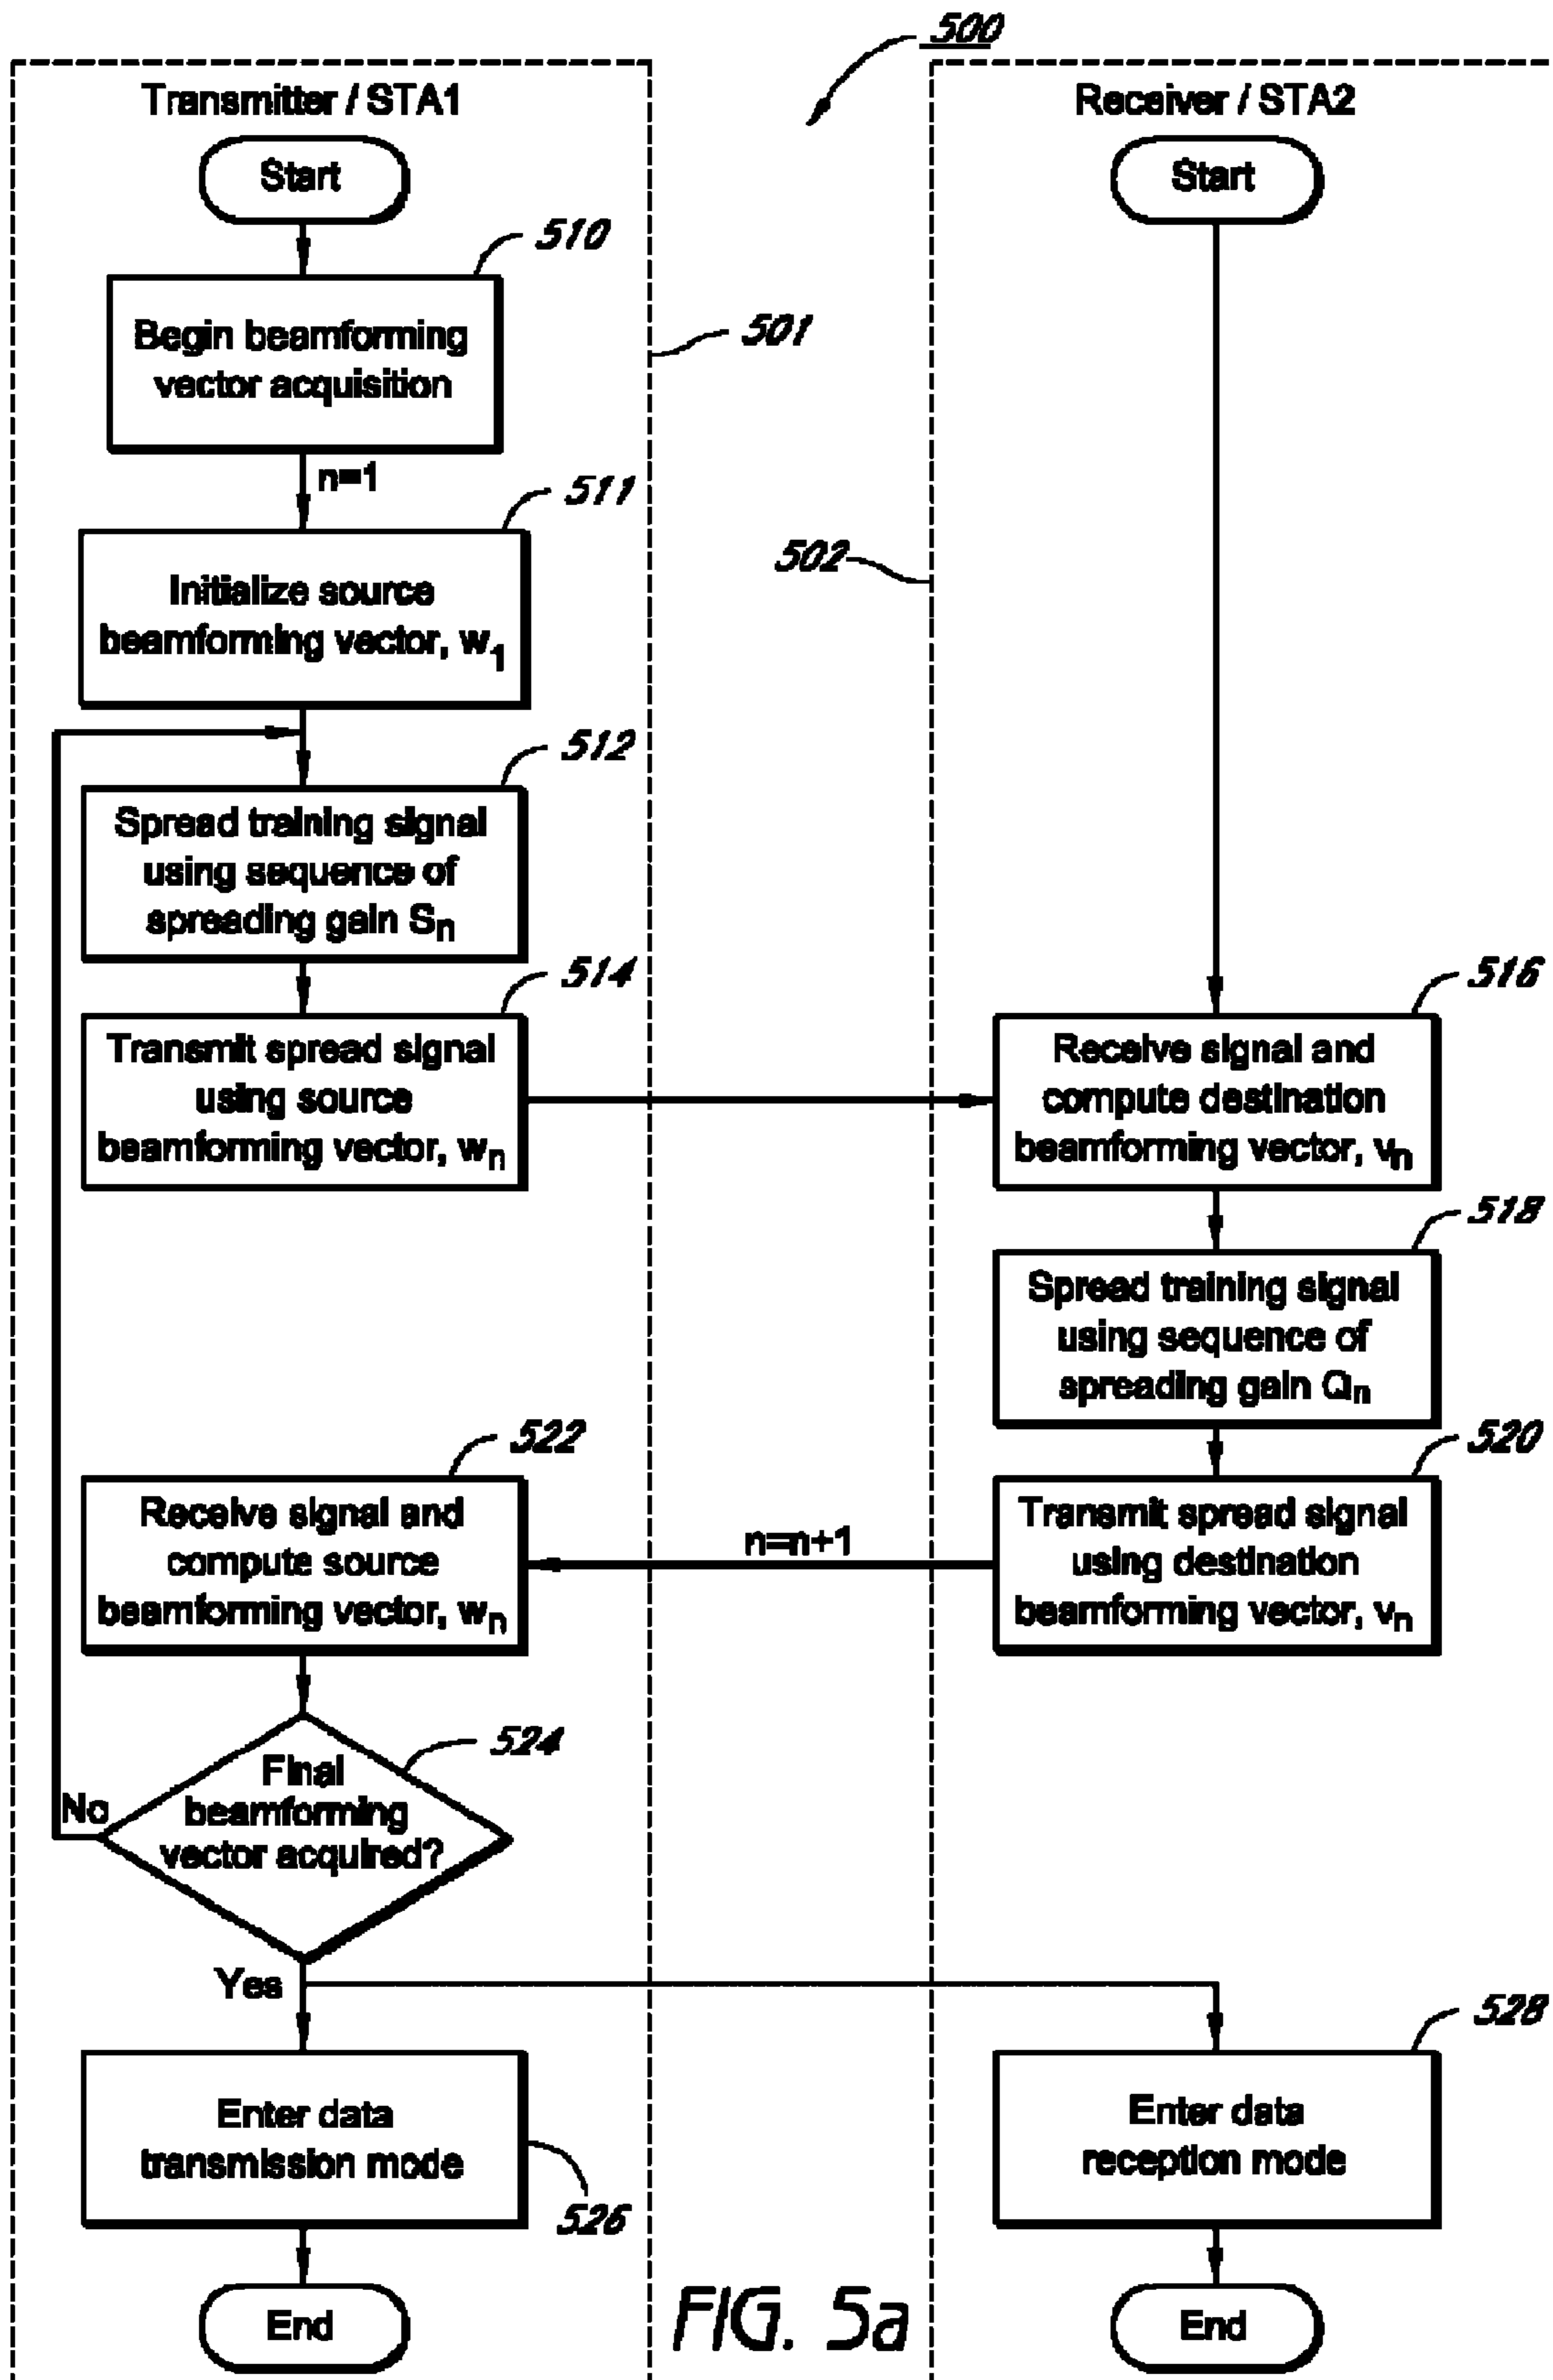 500
Transmitter / STA1
Receiver / STA2
Start
Start
510
Begin beamforming
vector acquisition
501
n=1
511
Initialize source
beamforming vector, w1
502
512
Spread training signal
using sequence of
spreading gain Sn
514
Transmit spread signal
using source
beamforming vector, wn
516
Receive signal and
compute destination
beamforming vector, vn
518
Spread training signal
using sequence of
spreading gain Qn
520
Transmit spread signal
using destination
beamforming vector, vn
n=n+1
522
Receive signal and
compute source
beamforming vector, wn
524
Final
beamforming
vector acquired?
No
Yes
526
Enter data
transmission mode
528
Enter data
reception mode
End
End
FIG. 5a